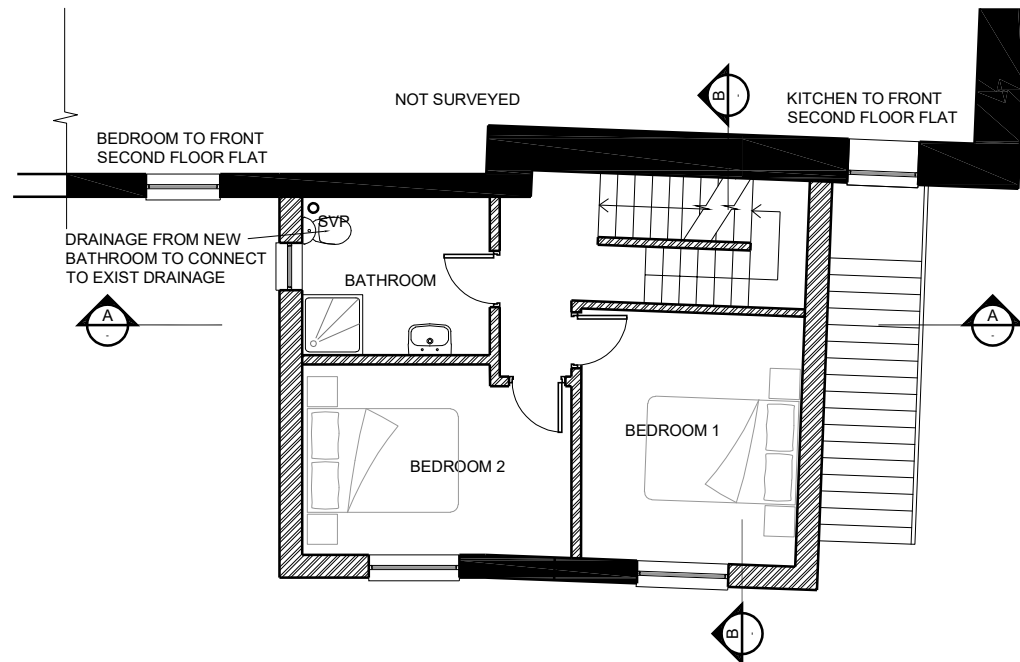 B
-
NOT SURVEYED
KITCHEN TO FRONT
SECOND FLOOR FLAT
BEDROOM TO FRONT
SECOND FLOOR FLAT
SVP
DRAINAGE FROM NEW
BATHROOM TO CONNECT
TO EXIST DRAINAGE
BATHROOM
A
-
A
-
BEDROOM 1
BEDROOM 2
B
-